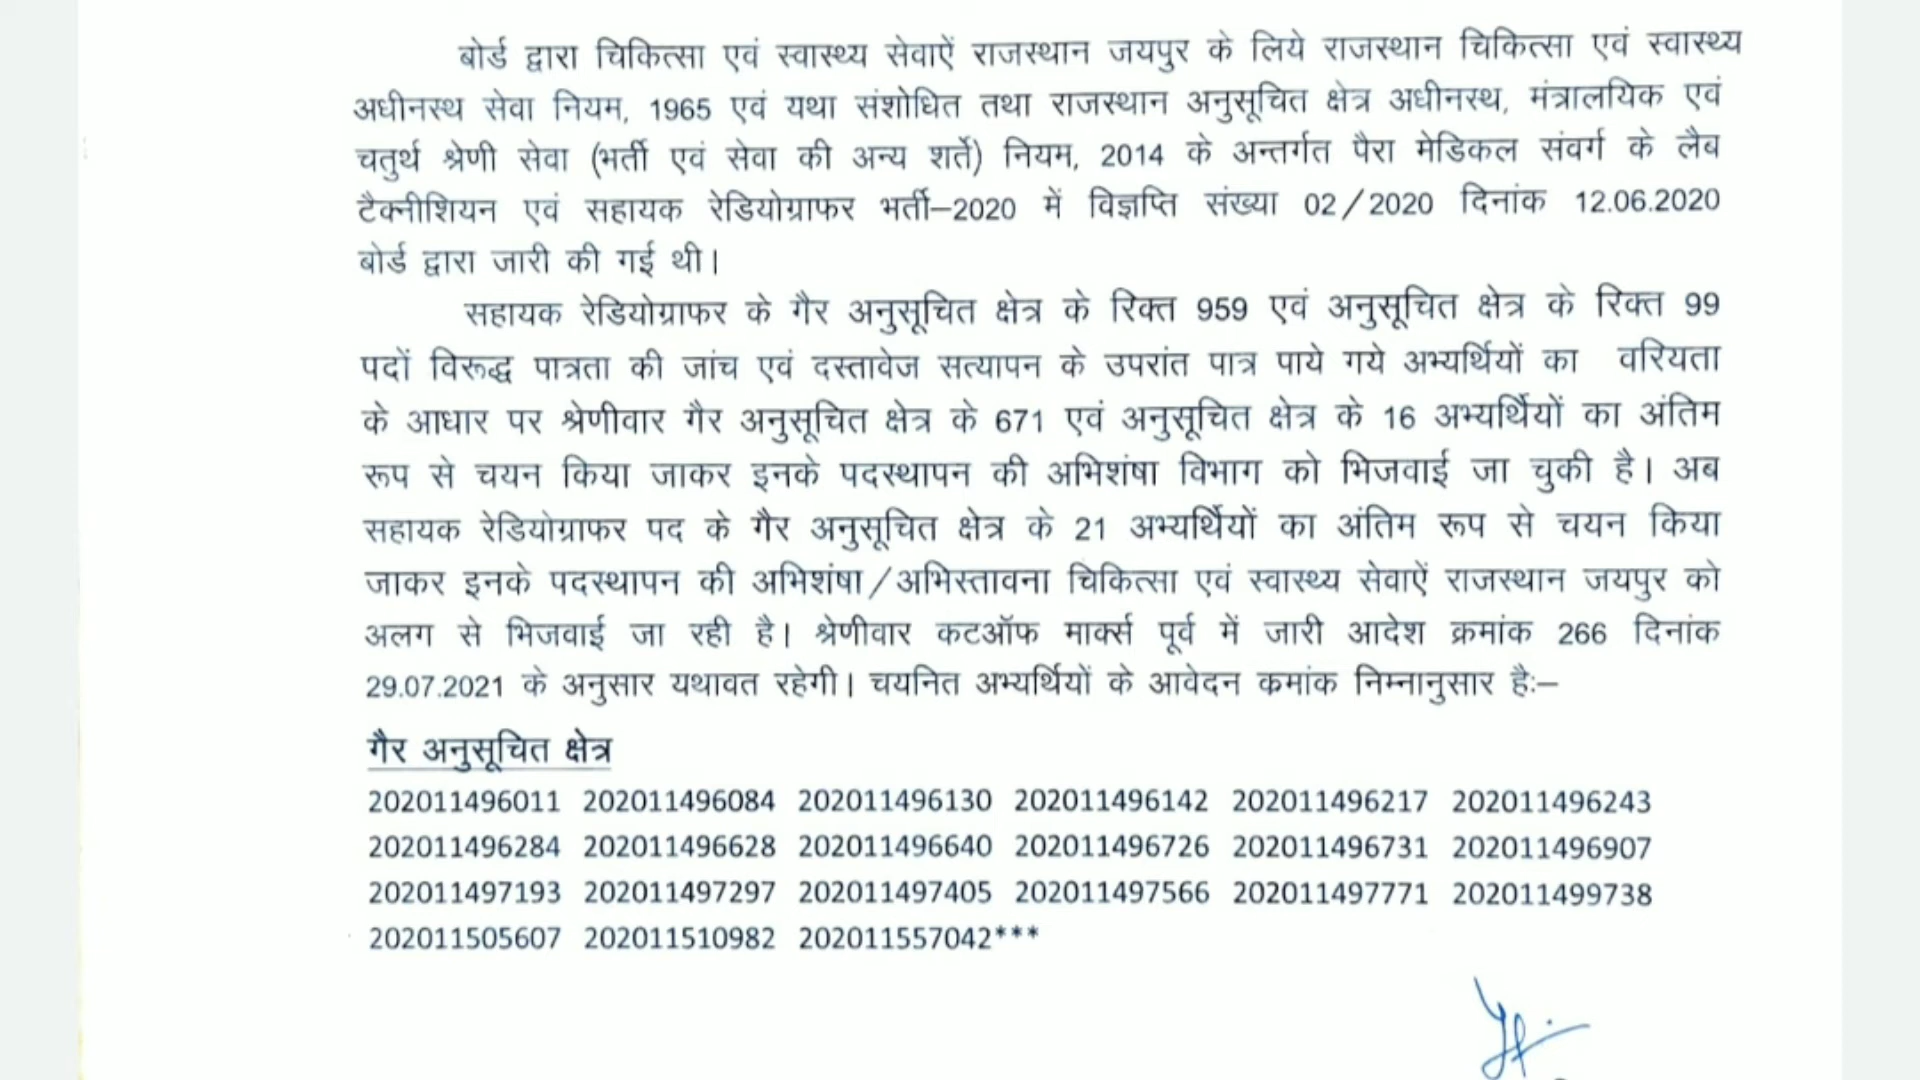 बोर्ड द्वारा चिकित्सा एवं स्वास्थ्य सेवाऐं राजस्थान जयपुर के लिये राजस्थान चिकित्सा एवं स्वास्थ्य
अधीनस्थ सेवा नियम, 1965 एवं यथा संशोधित तथा राजस्थान अनुसूचित क्षेत्र अधीनस्थ, मंत्रालयिक एवं
चतुर्थ श्रेणी सेवा (भर्ती एवं सेवा की अन्य शर्ते) नियम, 2014 के अन्तर्गत पैरा मेडिकल संवर्ग के लैब
टैक्नीशियन एवं सहायक रेडियोग्राफर भर्ती–2020 में विज्ञप्ति संख्या 02/2020 दिनांक 12.06.2020
बोर्ड द्वारा जारी की गई थी।
सहायक रेडियोग्राफर के गैर अनुसूचित क्षेत्र के रिक्त 959 एवं अनुसूचित क्षेत्र के रिक्त 99
पदों विरूद्ध पात्रता की जांच एवं दस्तावेज सत्यापन के उपरांत पात्र पाये गये अभ्यर्थियों का वरियता
के आधार पर श्रेणीवार गैर अनुसूचित क्षेत्र के 671 एवं अनुसूचित क्षेत्र के 16 अभ्यर्थियों का अंतिम
रूप से चयन किया जाकर इनके पदस्थापन की अभिशंषा विभाग को भिजवाई जा चुकी है। अब
सहायक रेडियोग्राफर पद के गैर अनुसूचित क्षेत्र के 21 अभ्यर्थियों का अंतिम रूप से चयन किया
जाकर इनके पदस्थापन की अभिशंषा/अभिस्तावना चिकित्सा एवं स्वास्थ्य सेवाऐं राजस्थान जयपुर को
अलग से भिजवाई जा रही है। श्रेणीवार कटऑफ मार्क्स पूर्व में जारी आदेश क्रमांक 266 दिनांक
29.07.2021 के अनुसार यथावत रहेगी। चयनित अभ्यर्थियों के आवेदन कमांक निम्नानुसार हैः–
गैर अनुसूचित क्षेत्र
202011496011 202011496084 202011496130 202011496142 202011496217 202011496243
202011496284 202011496628 202011496640 202011496726 202011496731 202011496907
202011497193 202011497297 202011497405 202011497566 202011497771 202011499738
202011505607 202011510982 202011557042***